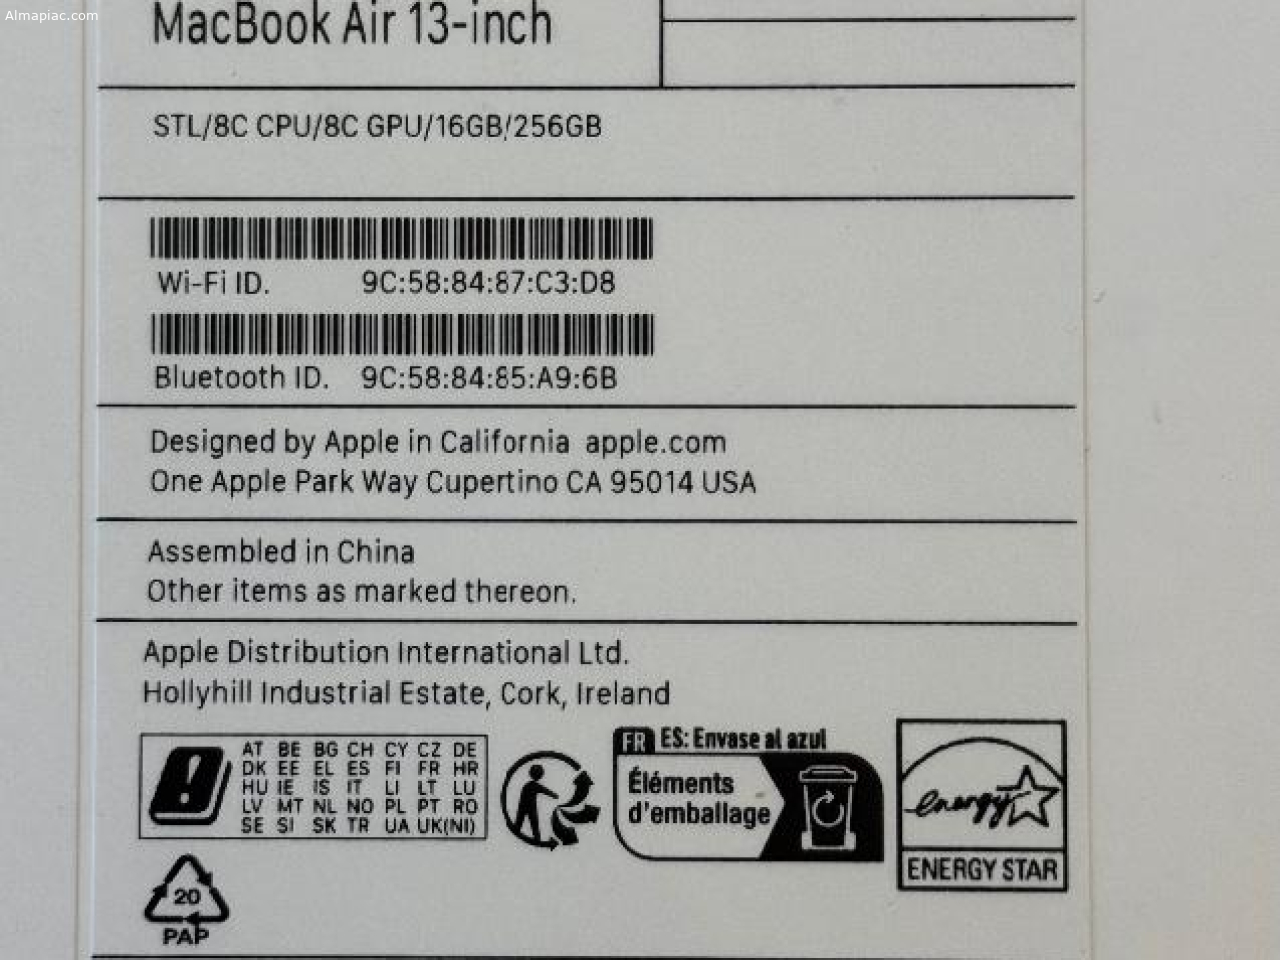 Almapiac.com
MacBook Air 13-inch
STL/8C CPU/8C GPU/16GB/256GB
Wi-Fi ID. 9C:58:84:87:C3:D8
Bluetooth ID. 9C:58:84:85:A9:6B
Designed by Apple in California apple.com
One Apple Park Way Cupertino CA 95014 USA
Assembled in China
Other items as marked thereon.
Apple Distribution International Ltd.
Hollyhill Industrial Estate, Cork, Ireland
AT BE BG CH CY CZ DE
DK EE EL ES FI FR HR
HU IE IS IT LI LT LU
LV MT NL NO PL PT RO
SE SI SK TR UA UK(NI)
FR ES: Envase al azul
Éléments
d'emballage
energy
ENERGY STAR
20
PAP